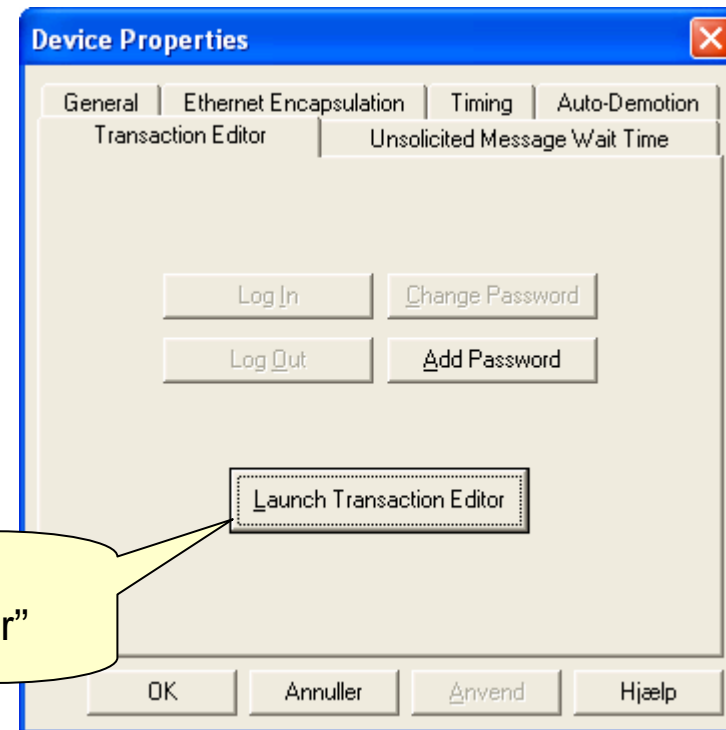 Device Properties
General Ethernet Encapsulation Timing Auto-Demotion
Transaction Editor Unsolicited Message Wait Time
Log In Change Password
Log Out Add Password
Launch Transaction Editor
r”
OK Annuller Anvend Hjælp